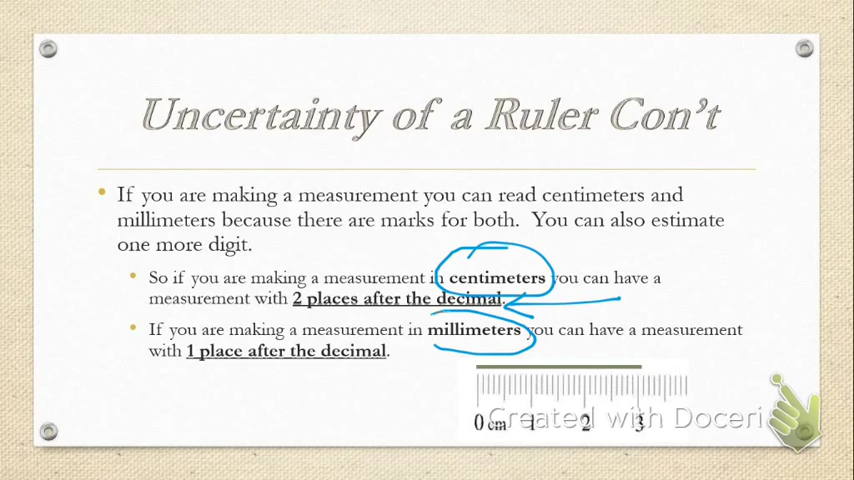 Uncertainty of a Ruler Con't
• If you are making a measurement you can read centimeters and
millimeters because there are marks for both.  You can also estimate
one more digit.
• So if you are making a measurement in centimeters you can have a
measurement with 2 places after the decimal.
• If you are making a measurement in millimeters you can have a measurement
with 1 place after the decimal.
0 cm 1 2 3
Created with Doceri